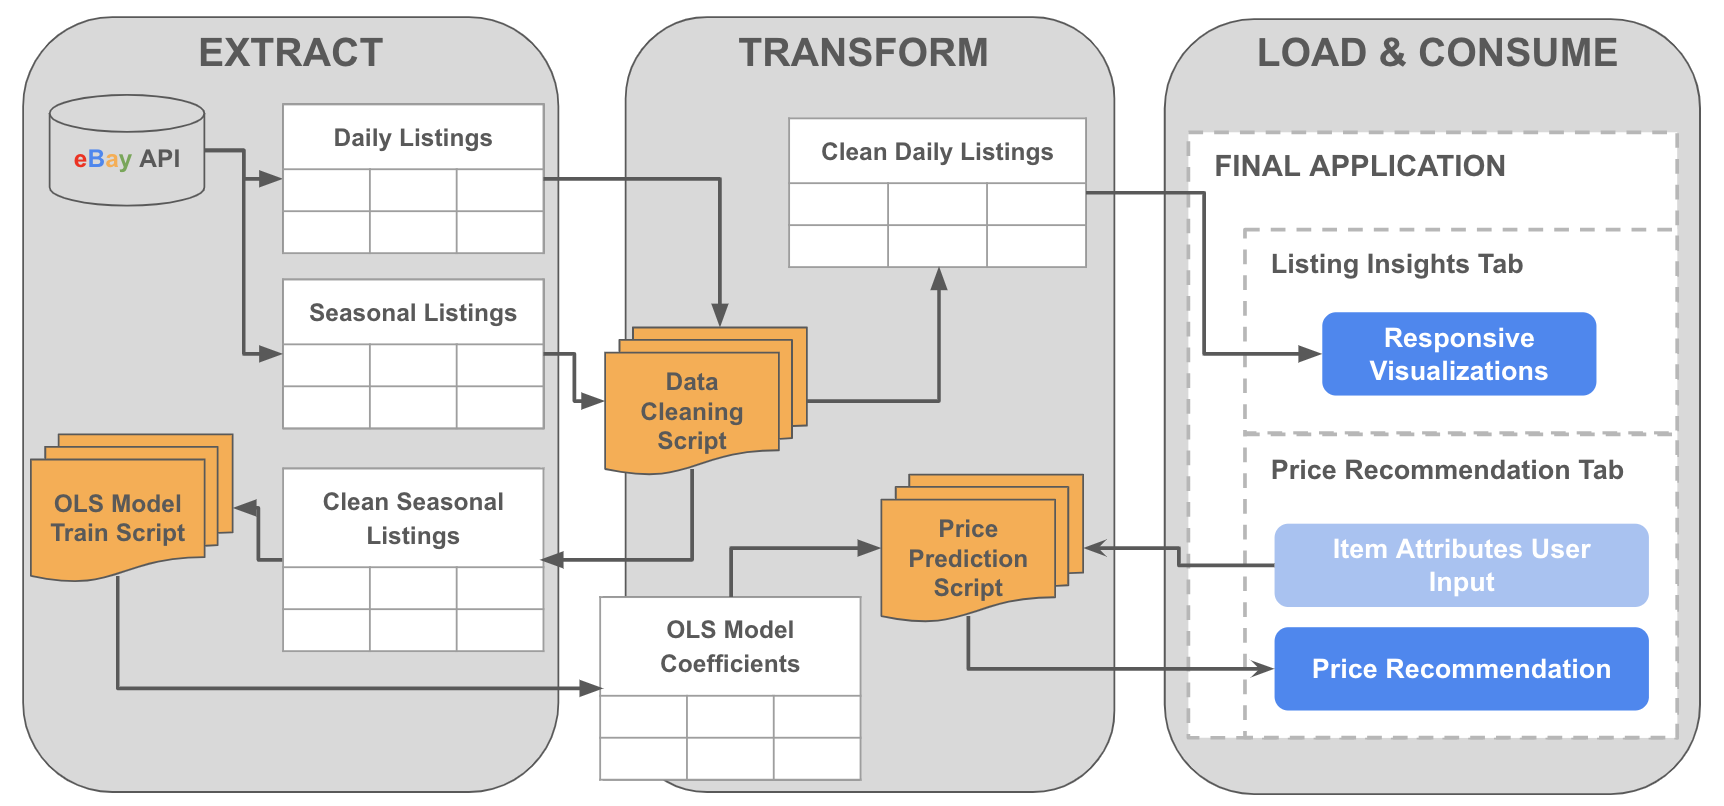 EXTRACT
eBay API
Daily Listings
Seasonal Listings
OLS Model
Train Script
Clean Seasonal
Listings
TRANSFORM
Clean Daily Listings
Data
Cleaning
Script
Price
Prediction
Script
OLS Model
Coefficients
LOAD & CONSUME
FINAL APPLICATION
Listing Insights Tab
Responsive
Visualizations
Price Recommendation Tab
Item Attributes User
Input
Price Recommendation